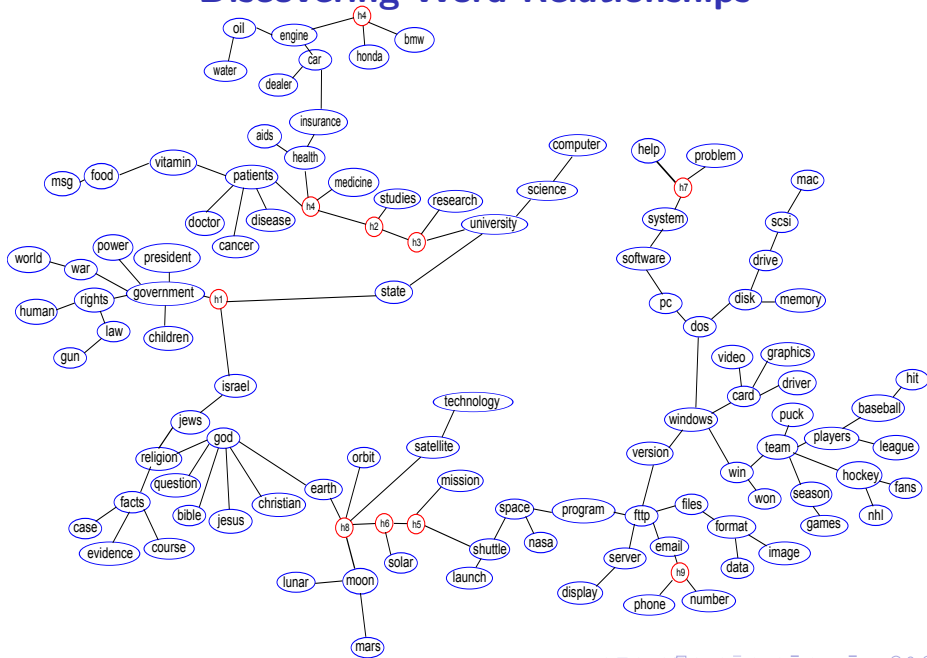 Discovering Word Relationships
h4
oil
engine
bmw
car
honda
water
dealer
insurance
aids
health
computer
help
problem
vitamin
food
msg
patients
medicine
h4
studies
science
research
h7
mac
doctor
disease
cancer
h2
h3
university
system
scsi
power
president
world
war
software
drive
government
h1
state
rights
human
law
gun
children
pc
disk
memory
dos
video
graphics
card
driver
hit
israel
technology
baseball
jews
god
religion
windows
puck
players
team
league
satellite
orbit
version
win
question
earth
mission
won
hockey
fans
facts
bible
jesus
christian
space
program
files
season
nhl
case
evidence
course
h8
h6
h5
fttp
format
games
solar
shuttle
nasa
server
email
data
image
lunar
moon
launch
h9
display
phone
number
mars